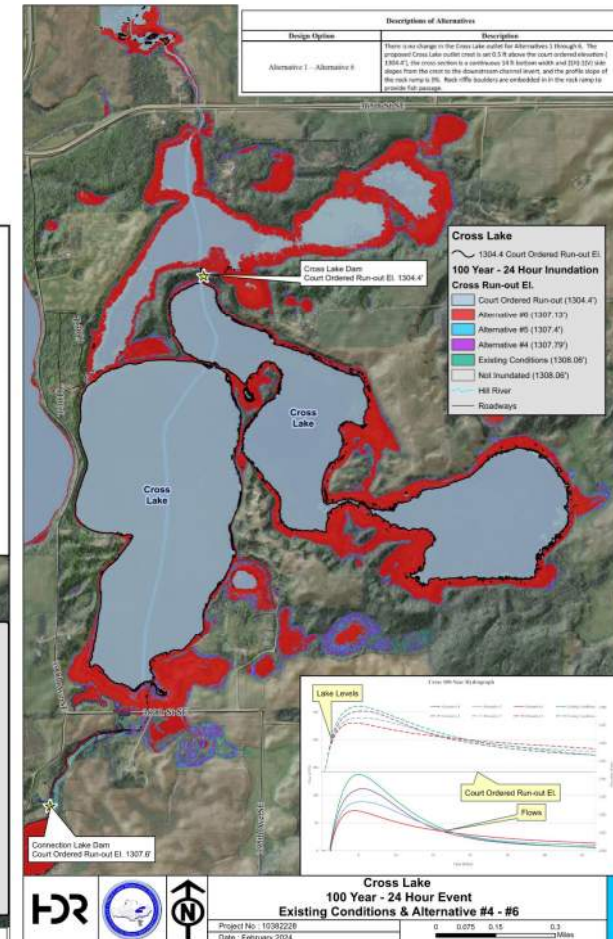 Descriptions of Alternatives
Design Option
Description
Alternative 1 – Alternative 6
There is no change in the Cross Lake outlet for Alternatives 1 through 6. The
proposed Cross Lake outlet crest is set 0.5 ft above the court ordered elevation (
1304.4'), the cross section is a continuous 14 ft bottom width and side
slopes from the crest to the downstream channel invert, and the profile slope of
the rock ramp is 3%. Rock riffle boulders are embedded in in the rock ramp to
provide fish passage.
Cross Lake Dam
Court Ordered Run-out El. 1304.4'
Cross Lake
1304.4 Court Ordered Run-out El.
100 Year - 24 Hour Inundation
Cross Run-out El.
Court Ordered Run-out (1304.4')
Alternative #6 (1307.13')
Alternative #5 (1307.4')
Alternative #4 (1307.79')
Existing Conditions (1308.06')
Not Inundated (1308.06')
Hill River
Roadways
Cross
Lake
Cross
Lake
Connection Lake Dam
Court Ordered Run-out El. 1307.6'
Cross 100 Year Hydrograph
Lake Levels
Court Ordered Run-out El.
Flows
HDR
N
Cross Lake
100 Year - 24 Hour Event
Existing Conditions & Alternative #4 - #6
Project No : 10382228
Date : February 2024
0 0.075 0.15 0.3
Miles